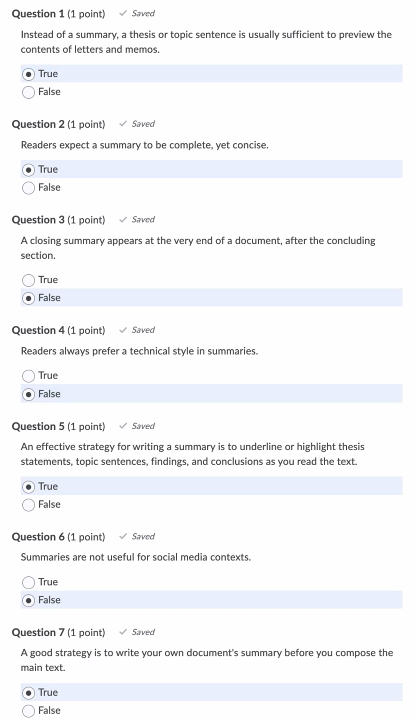 Question 1 (1 point) ✓ Saved
Instead of a summary, a thesis or topic sentence is usually sufficient to preview the
contents of letters and memos.
True
False
Question 2 (1 point) ✓ Saved
Readers expect a summary to be complete, yet concise.
True
False
Question 3 (1 point) ✓ Saved
A closing summary appears at the very end of a document, after the concluding
section.
True
False
Question 4 (1 point) ✓ Saved
Readers always prefer a technical style in summaries.
True
False
Question 5 (1 point) ✓ Saved
An effective strategy for writing a summary is to underline or highlight thesis
statements, topic sentences, findings, and conclusions as you read the text.
True
False
Question 6 (1 point) ✓ Saved
Summaries are not useful for social media contexts.
True
False
Question 7 (1 point) ✓ Saved
A good strategy is to write your own document's summary before you compose the
main text.
True
False